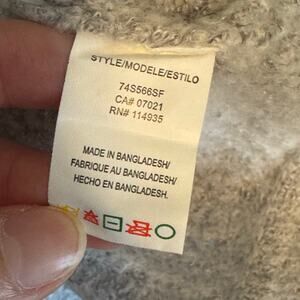 STYLE/MODELE/ESTILO
74S566SF
CA# 07021
RN# 114935
MADE IN BANGLADESH/
FABRIQUE AU BANGLADESH/
HECHO EN BANGLADESH.